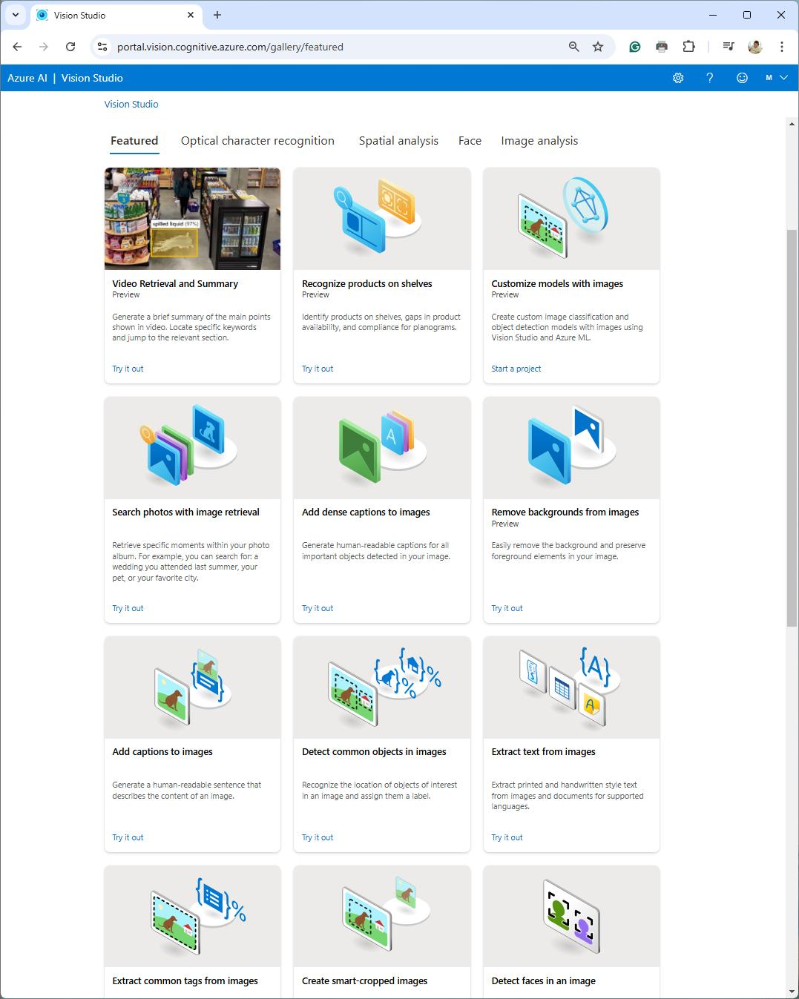 Vision Studio
portal.vision.cognitive.azure.com/gallery/featured
Azure AI | Vision Studio
? M
Vision Studio
Featured Optical character recognition Spatial analysis Face Image analysis
spilled liquid (97%)
Video Retrieval and Summary
Preview
Generate a brief summary of the main points
shown in video. Locate specific keywords
and jump to the relevant section.
Try it out
Recognize products on shelves
Preview
Identify products on shelves, gaps in product
availability, and compliance for planograms.
Try it out
Customize models with images
Preview
Create custom image classification and
object detection models with images using
Vision Studio and Azure ML.
Start a project
Search photos with image retrieval
Retrieve specific moments within your photo
album. For example, you can search for: a
wedding you attended last summer, your
pet, or your favorite city.
Try it out
A
Add dense captions to images
Generate human-readable captions for all
important objects detected in your image.
Try it out
Remove backgrounds from images
Preview
Easily remove the background and preserve
foreground elements in your image.
Try it out
Add captions to images
Generate a human-readable sentence that
describes the content of an image.
Try it out
{ }% { }%
Detect common objects in images
Recognize the location of objects of interest
in an image and assign them a label.
Try it out
{A}
$
A
Extract text from images
Extract printed and handwritten style text
from images and documents for supported
languages.
Try it out
{ }%
Extract common tags from images
Create smart-cropped images
Detect faces in an image